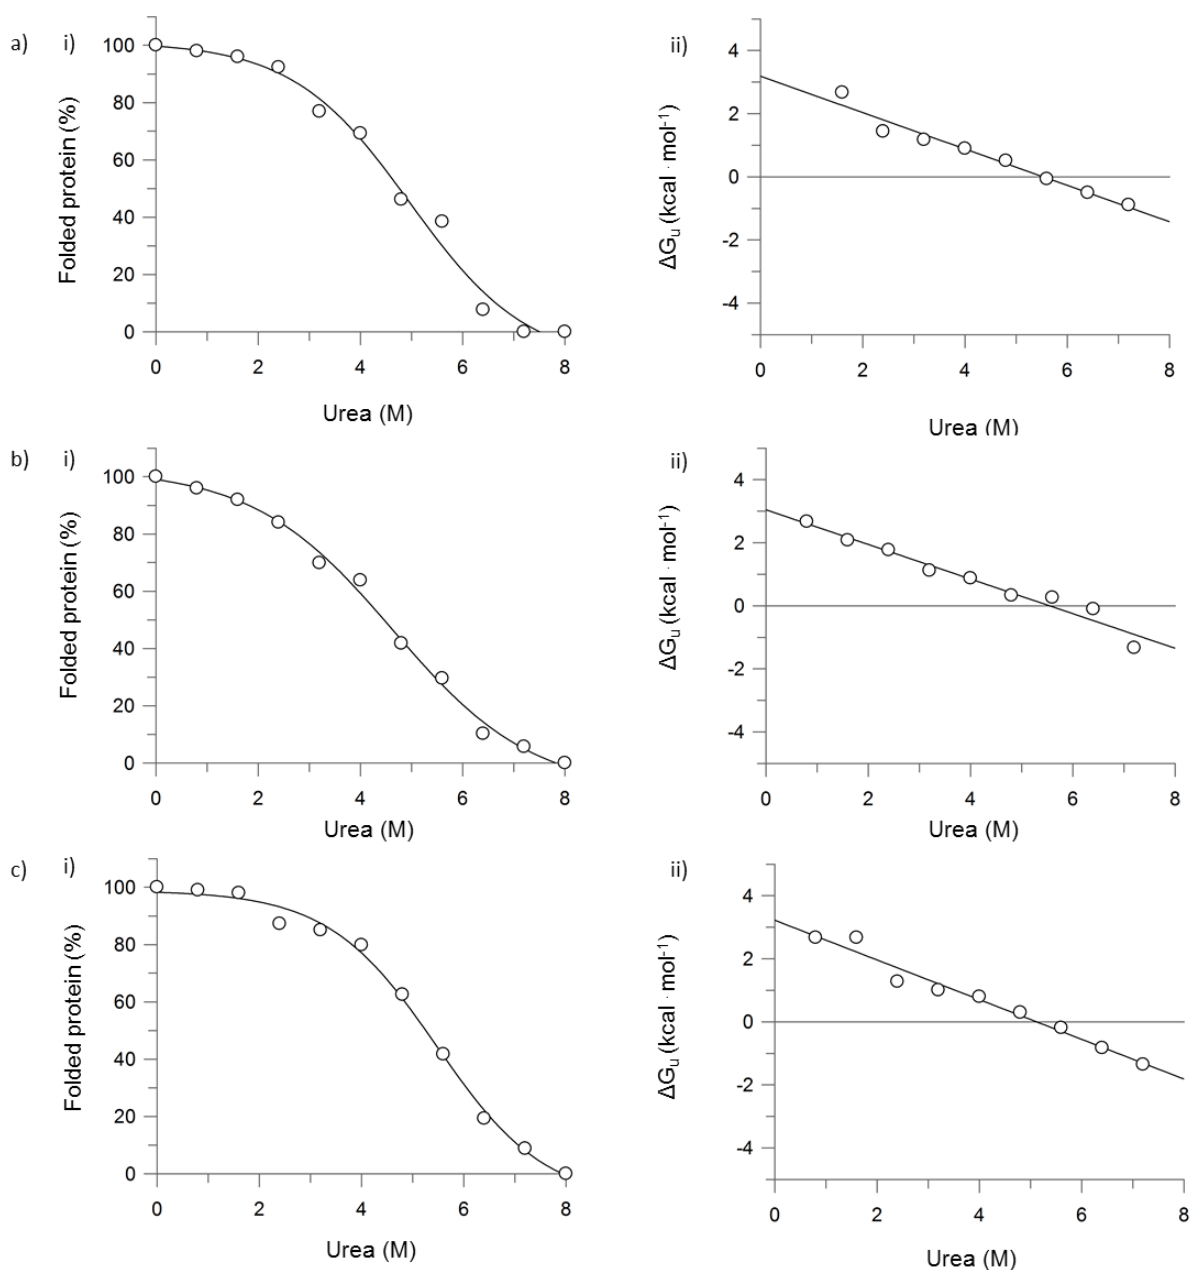 a) i)
Folded protein (%)
100
80
60
40
20
0
0 2 4 6 8
Urea (M)
ii)
ΔGu (kcal · mol-1)
4
2
0
-2
-4
0 2 4 6 8
Urea (M)
b) i)
Folded protein (%)
100
80
60
40
20
0
0 2 4 6 8
Urea (M)
ii)
ΔGu (kcal · mol-1)
4
2
0
-2
-4
0 2 4 6 8
Urea (M)
c) i)
Folded protein (%)
100
80
60
40
20
0
0 2 4 6 8
Urea (M)
ii)
ΔGu (kcal · mol-1)
4
2
0
-2
-4
0 2 4 6 8
Urea (M)